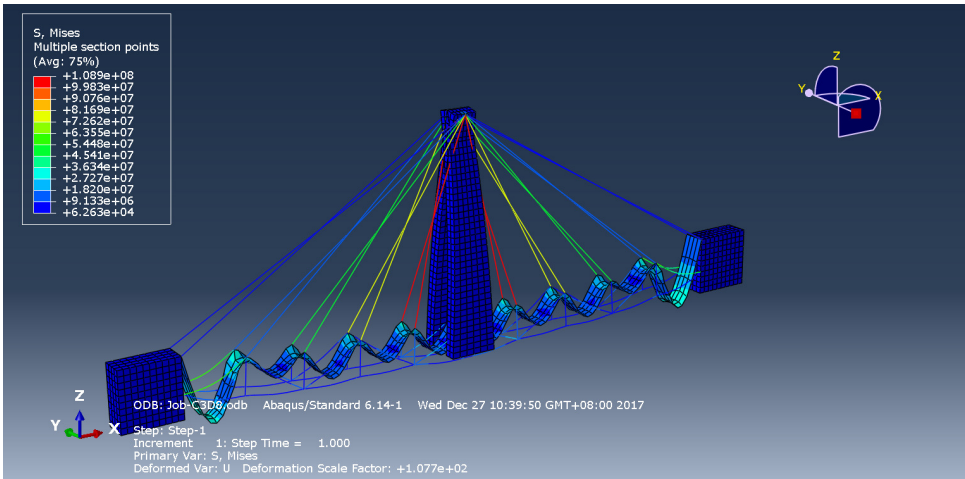 S, Mises
Multiple section points
(Avg: 75%)
+1.089e+08
+9.983e+07
+9.076e+07
+8.169e+07
+7.262e+07
+6.355e+07
+5.448e+07
+4.541e+07
+3.634e+07
+2.727e+07
+1.820e+07
+9.133e+06
+6.263e+04
Z
Y
X
Z
Y
X
ODB: Job-C3D8.odb Abaqus/Standard 6.14-1 Wed Dec 27 10:39:50 GMT+08:00 2017
Step: Step-1
Increment 1: Step Time = 1.000
Primary Var: S, Mises
Deformed Var: U Deformation Scale Factor: +1.077e+02